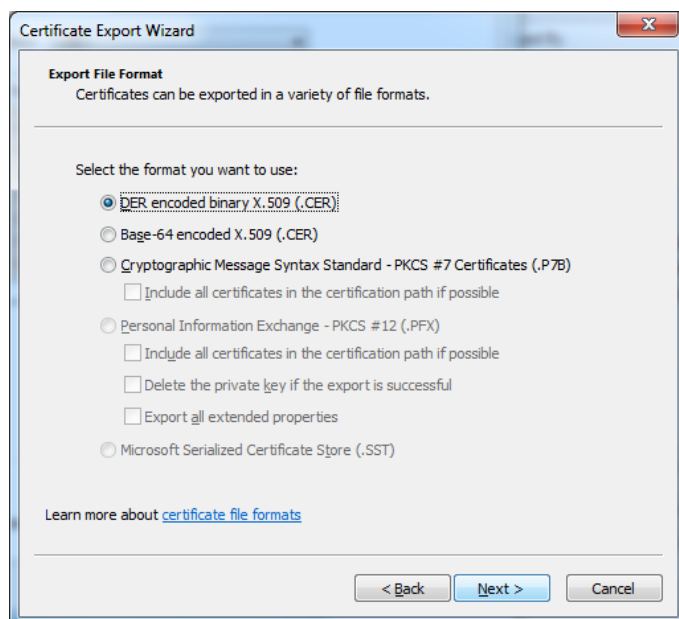 Certificate Export Wizard
Export File Format
Certificates can be exported in a variety of file formats.
Select the format you want to use:
DER encoded binary X.509 (.CER)
Base-64 encoded X.509 (.CER)
Cryptographic Message Syntax Standard - PKCS #7 Certificates (.P7B)
Include all certificates in the certification path if possible
Personal Information Exchange - PKCS #12 (.PFX)
Include all certificates in the certification path if possible
Delete the private key if the export is successful
Export all extended properties
Microsoft Serialized Certificate Store (.SST)
Learn more about certificate file formats
< Back Next > Cancel